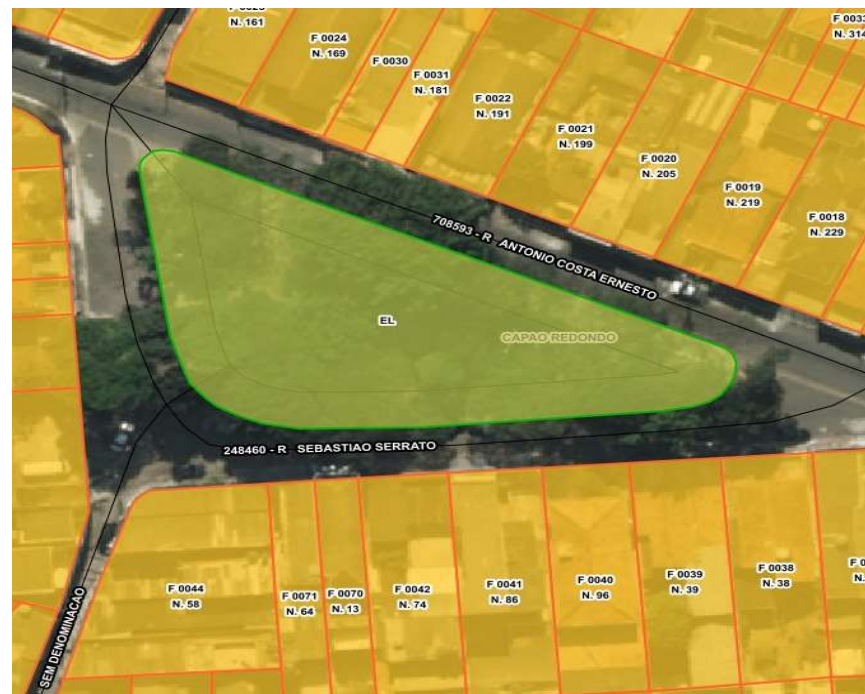 N. 161
F 0024
N. 169
F 0030
F 0031
N. 181
F 0022
N. 191
F 0021
N. 199
F 0020
N. 205
F 0019
N. 219
F 0018
N. 229
N. 314
708593 - R ANTONIO COSTA ERNESTO
EL
CAPAO REDONDO
248460 - R SEBASTIAO SERRATO
SEM DENOMINACAO
F 0044
N. 58
F 0071
N. 64
F 0070
N. 13
F 0042
N. 74
F 0041
N. 86
F 0040
N. 96
F 0039
N. 39
F 0038
N. 38